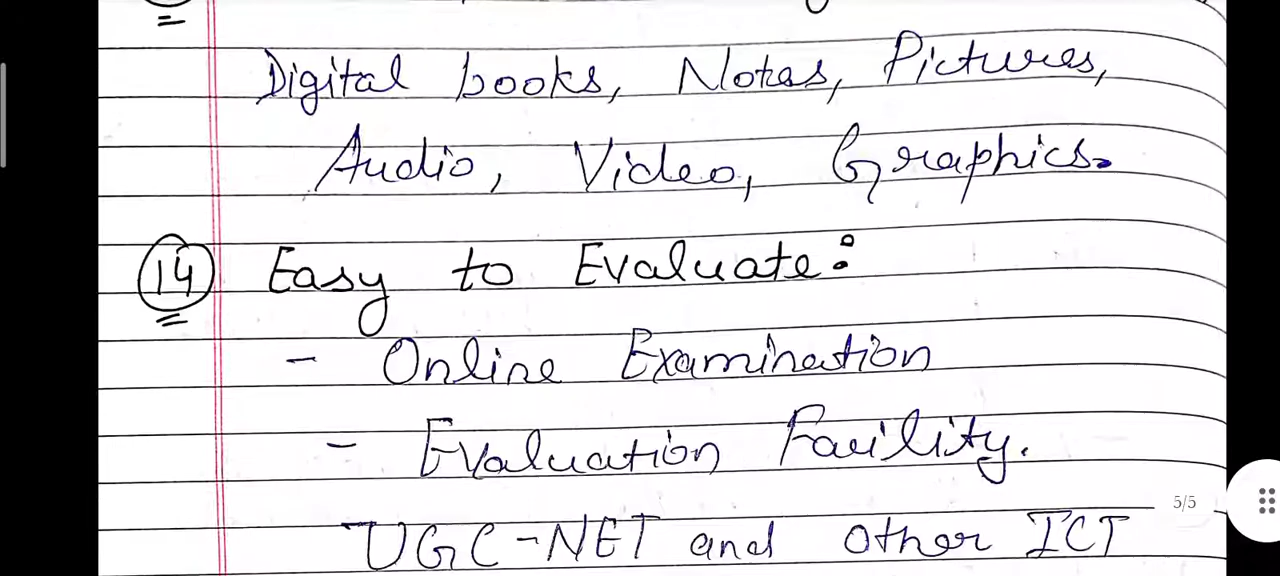 Digital books, Notes, Pictures,
Audio, Video, Graphics.
14 Easy to Evaluate:
- Online Examination
- Evaluation Facility.
5/5
UGC-NET and other ICT